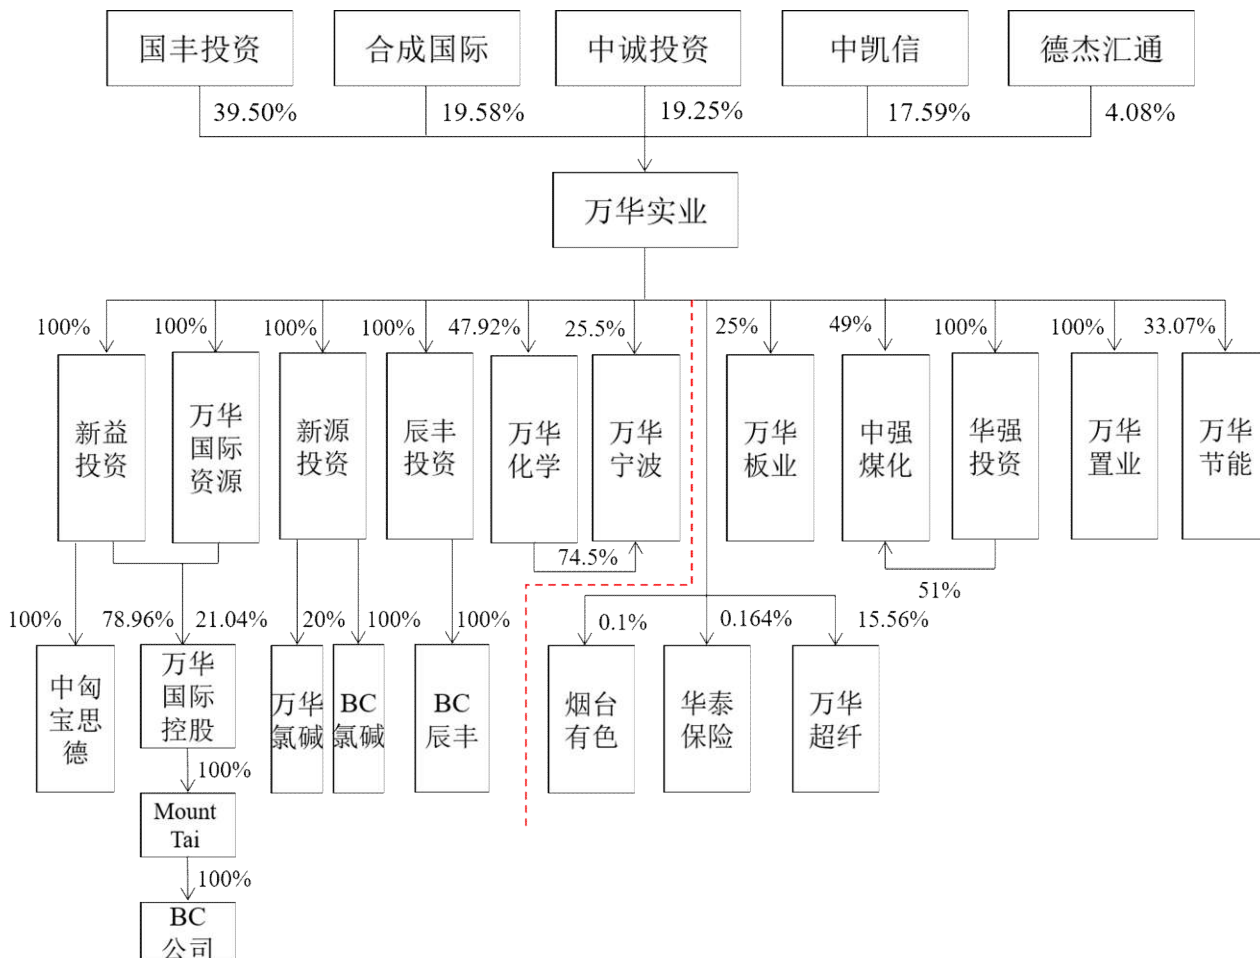 国丰投资
合成国际
中诚投资
中凯信
德杰汇通
39.50%
19.58%
19.25%
17.59%
4.08%
万华实业
100%
100%
100%
100%
47.92%
25.5%
25%
49%
100%
100%
33.07%
新益
投资
万华
国际
资源
新源
投资
辰丰
投资
万华
化学
万华
宁波
万华
板业
中强
煤化
华强
投资
万华
置业
万华
节能
74.5%
51%
100%
78.96%
21.04%
20%
100%
100%
0.1%
0.164%
15.56%
中匈
宝思
德
万华
国际
控股
万华
氯碱
BC
氯碱
BC
辰丰
烟台
有色
华泰
保险
万华
超纤
100%
Mount
Tai
100%
BC
公司